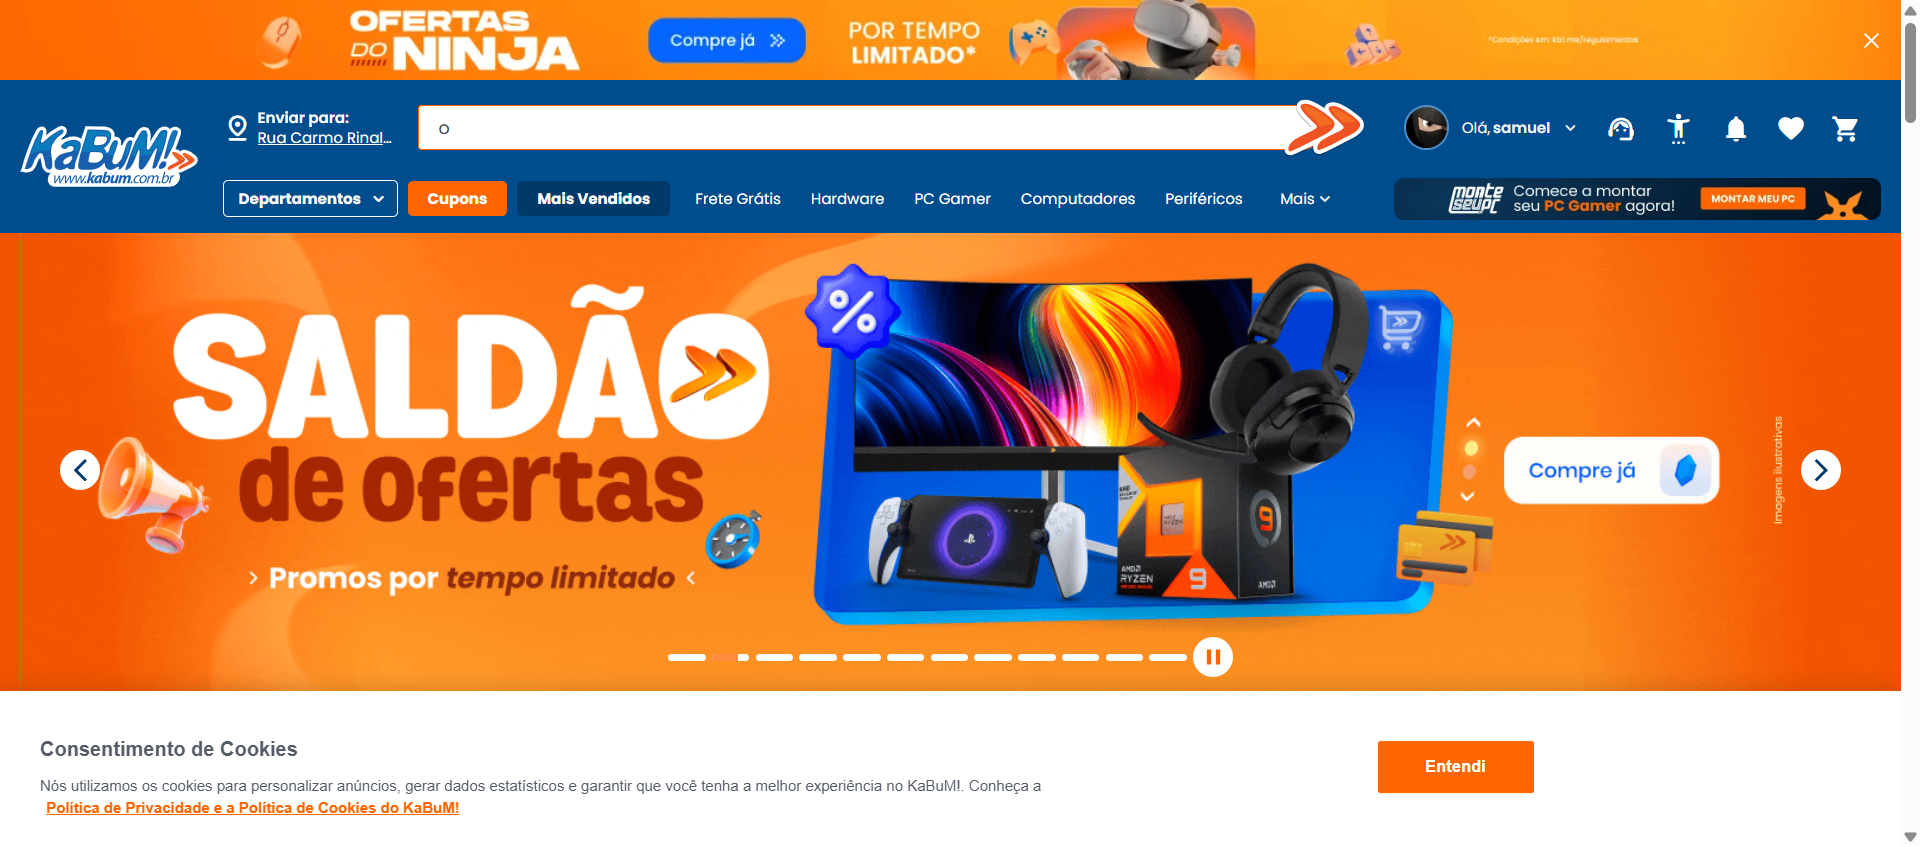 OFERTAS
DO NINJA
Compre já
POR TEMPO
LIMITADO*
*Condições em: kb1.me/regulamentos
KaBuM!
www.kabum.com.br
Enviar para:
Rua Carmo Rinal...
O
Olá, samuel
Departamentos
Cupons
Mais Vendidos
Frete Grátis
Hardware
PC Gamer
Computadores
Periféricos
Mais
monte
seu pc
Comece a montar
seu PC Gamer agora!
MONTAR MEU PC
%
SALDÃO
de ofertas
Promos por tempo limitado
AMD
RYZEN
9
9
AMD
Compre já
Imagens ilustrativas
Consentimento de Cookies
Nós utilizamos os cookies para personalizar anúncios, gerar dados estatísticos e garantir que você tenha a melhor experiência no KaBuM!. Conheça a
Política de Privacidade e a Política de Cookies do KaBuM!
Entendi